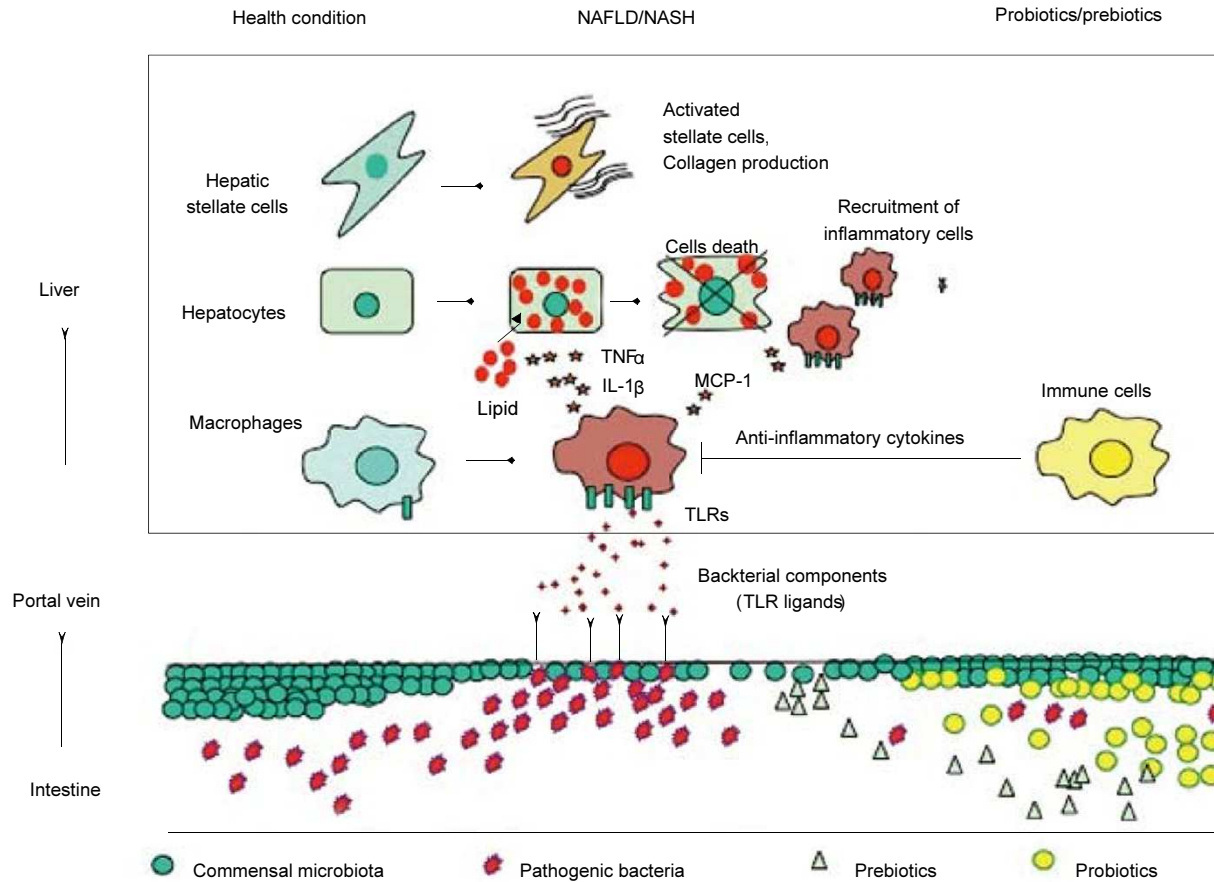 Health condition
NAFLD/NASH
Probiotics/prebiotics
Activated
stellate cells,
Collagen production
Hepatic
stellate cells
Recruitment of
inflammatory cells
Cells death
Liver
Hepatocytes
TNFα
IL-1β
MCP-1
Lipid
Macrophages
Immune cells
Anti-inflammatory cytokines
TLRs
Backterial components
(TLR ligands)
Portal vein
Intestine
Commensal microbiota
Pathogenic bacteria
Prebiotics
Probiotics